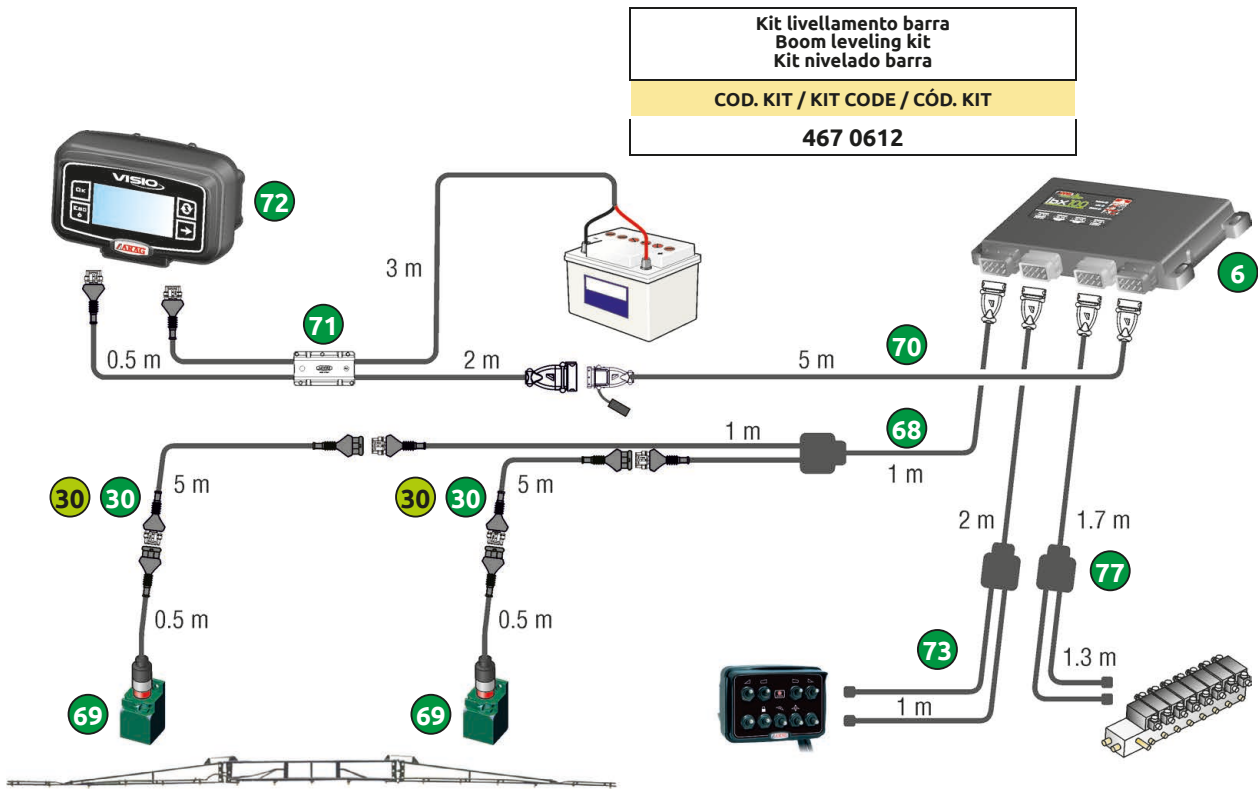 Kit livellamento barra
Boom leveling kit
Kit nivelado barra
COD. KIT / KIT CODE / CÓD. KIT
467 0612
VISIO
OK
ESC
ARAG
72
3 m
ibx100
6
71
0.5 m
2 m
5 m
70
1 m
68
1 m
30
30
5 m
30
30
5 m
2 m
1.7 m
77
0.5 m
0.5 m
73
1.3 m
1 m
69
69
ARAG